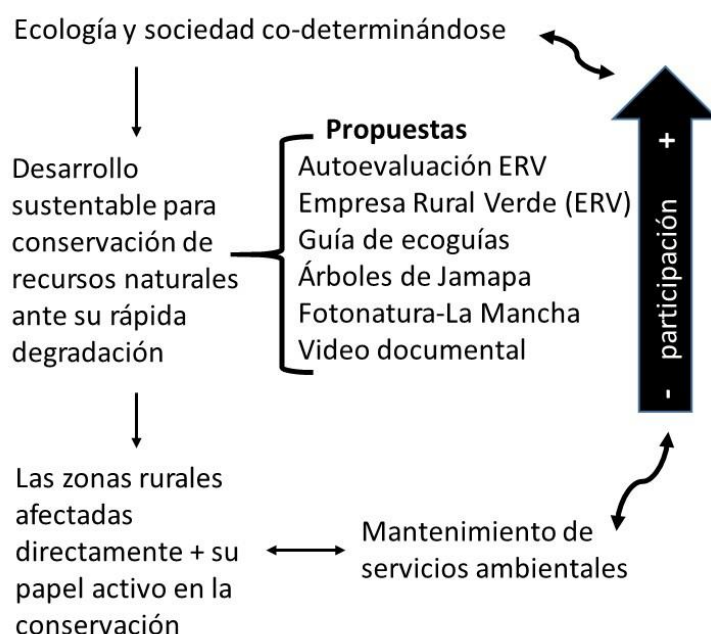 Ecología y sociedad co-determinándose
Desarrollo
sustentable para
conservación de
recursos naturales
ante su rápida
degradación
Propuestas
Autoevaluación ERV
Empresa Rural Verde (ERV)
Guía de ecoguías
Árboles de Jamapa
Fotonatura-La Mancha
Video documental
- participación +
Las zonas rurales
afectadas
directamente + su
papel activo en la
conservación
Mantenimiento de
servicios ambientales